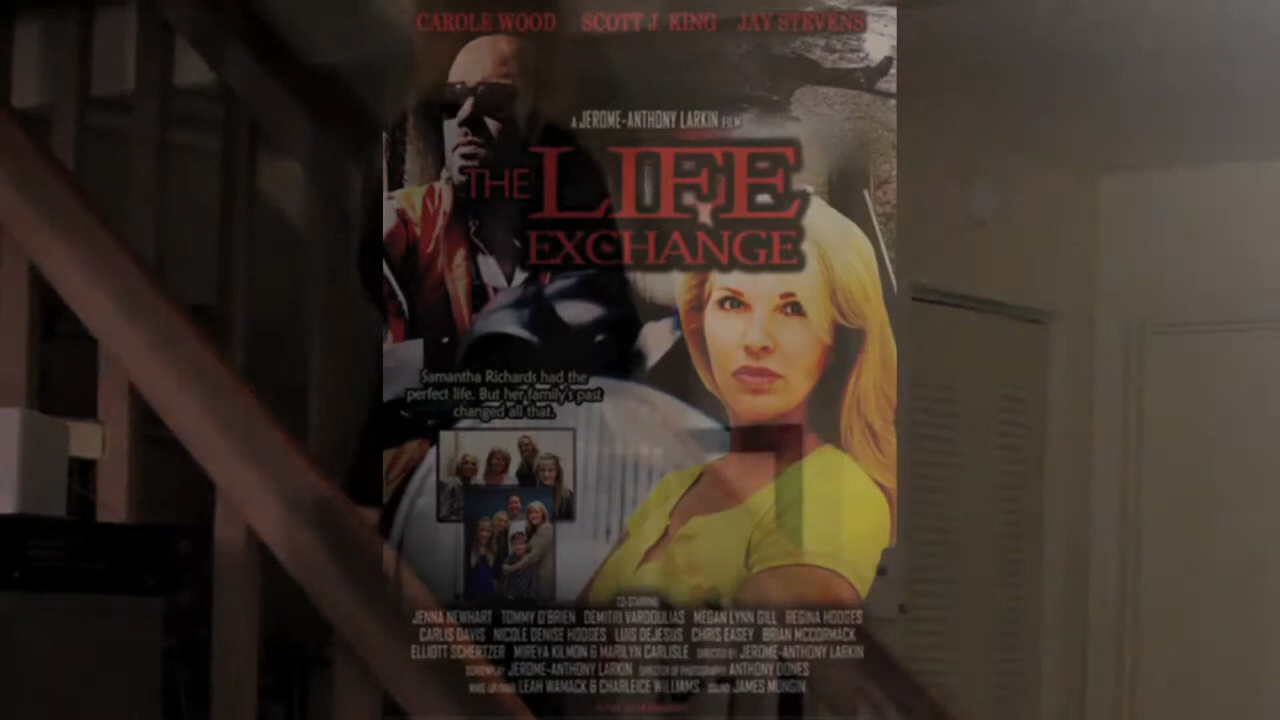 CAROLE WOOD SCOTT J. KING JAY STEVENS
A JEROME-ANTHONY LARKIN FILM
THE LIFE
EXCHANGE
Samantha Richards had the
perfect life. But her family's past
changed all that.
CO-STARRING
JENNA NEWHART TOMMY O'BRIEN DEMITRI VARDOULIAS MEGAN LYNN GILL REGINA HODGES
CARLIS DAVIS NICOLE DENISE HODGES LUIS DEJESUS CHRIS EASEY BRIAN MCCORMACK
ELLIOTT SCHERTZER MIREYA KILMON & MARILYN CARLISLE DIRECTED BY JEROME-ANTHONY LARKIN
SCREENPLAY JEROME-ANTHONY LARKIN DIRECTOR OF PHOTOGRAPHY ANTHONY DONES
MAKE-UP/HAIR LEAH WAMACK & CHARLEICE WILLIAMS SOUND JAMES MUNGIN